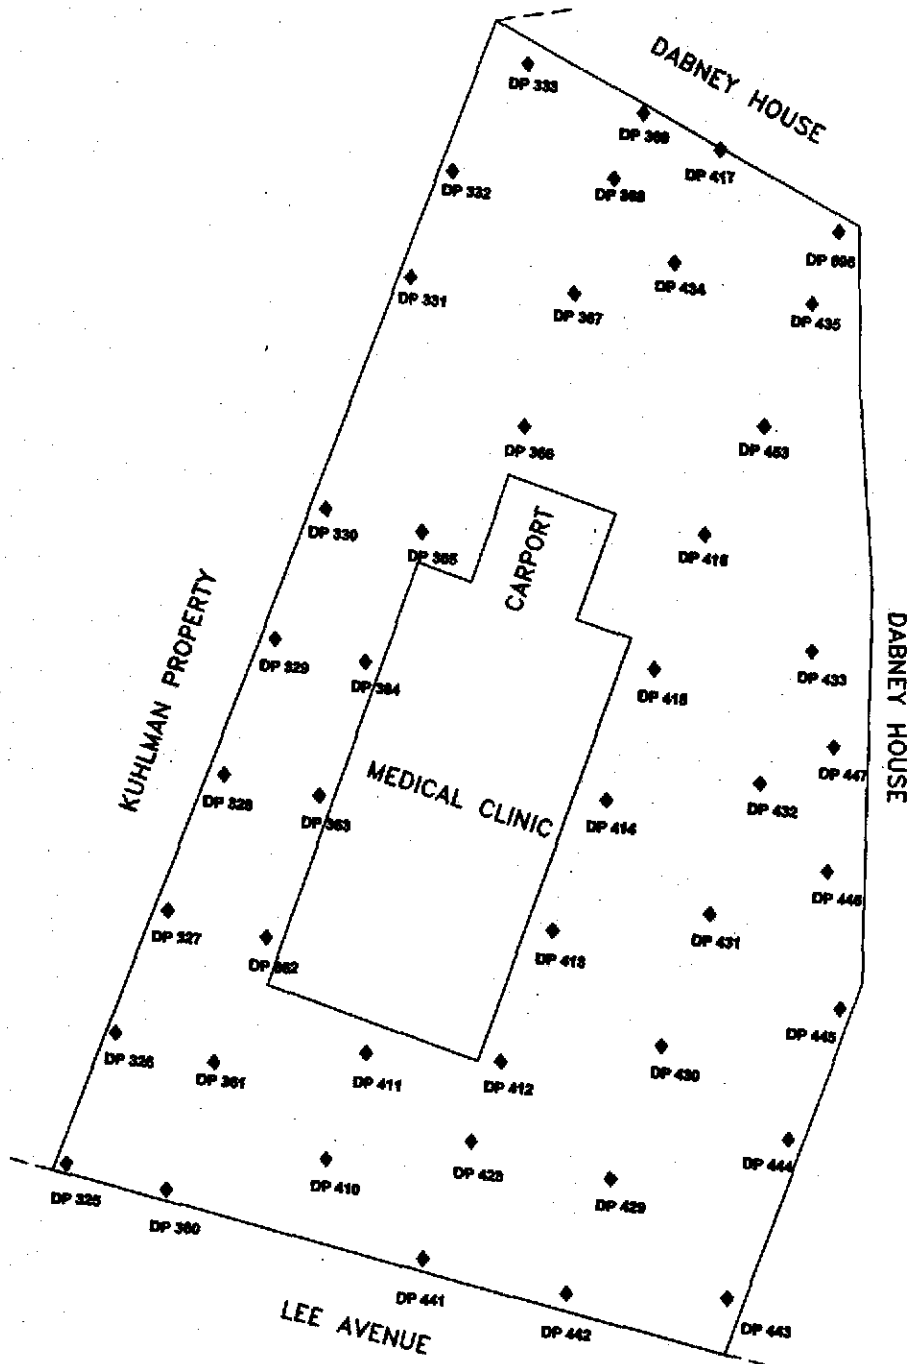 DABNEY HOUSE
DP 333
DP 369
DP 417
DP 332
DP 368
DP 698
DP 434
DP 331
DP 367
DP 435
DP 366
DP 453
DP 330
DP 365
CARPORT
DP 416
KUHLMAN PROPERTY
DP 329
DP 364
DP 415
DP 433
DABNEY HOUSE
DP 447
DP 328
DP 363
MEDICAL CLINIC
DP 414
DP 432
DP 446
DP 327
DP 362
DP 413
DP 431
DP 445
DP 326
DP 361
DP 411
DP 412
DP 430
DP 444
DP 325
DP 360
DP 410
DP 428
DP 429
DP 441
DP 442
DP 443
LEE AVENUE